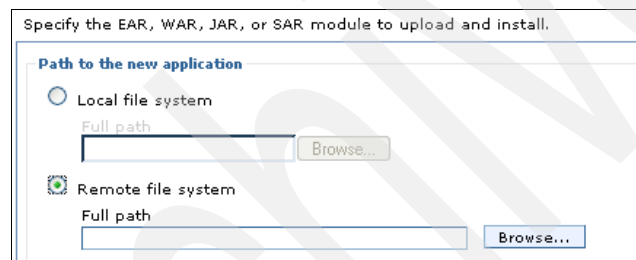 Specify the EAR, WAR, JAR, or SAR module to upload and install.
Path to the new application
Local file system
Full path
Browse...
Remote file system
Full path
Browse...